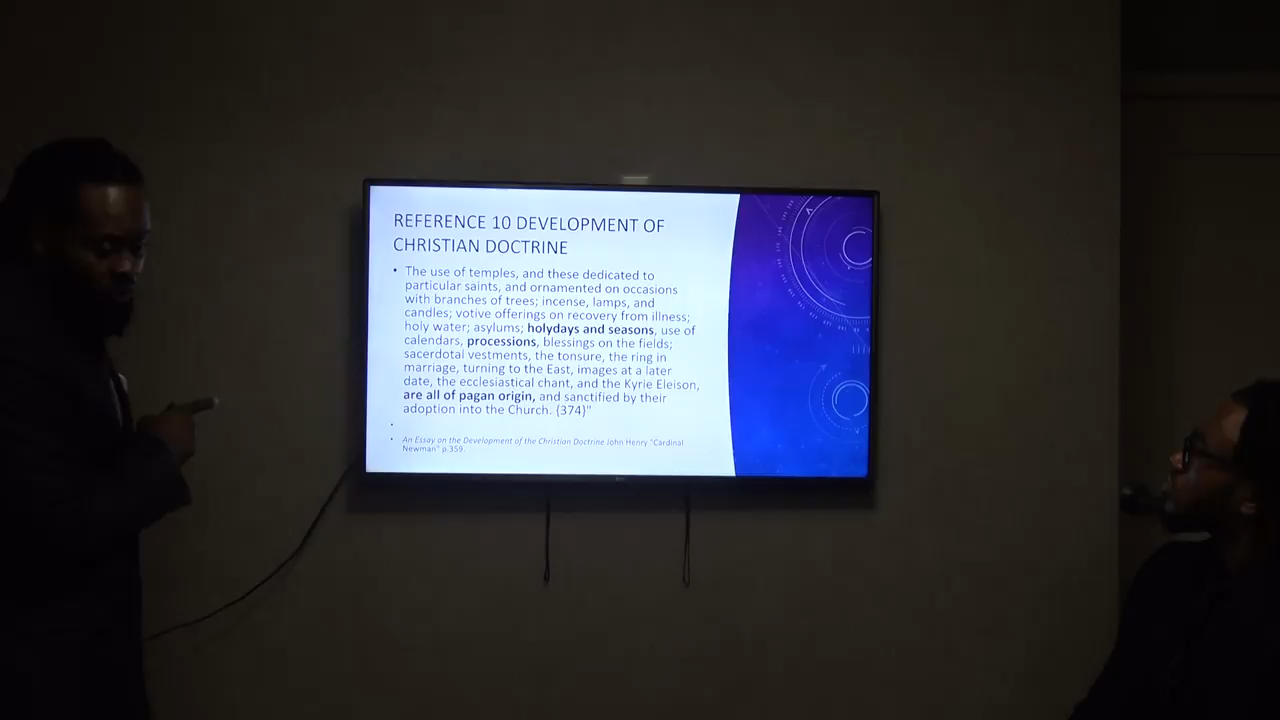 REFERENCE 10 DEVELOPMENT OF
CHRISTIAN DOCTRINE
• The use of temples, and these dedicated to
particular saints, and ornamented on occasions
with branches of trees; incense, lamps, and
candles; votive offerings on recovery from illness;
holy water; asylums; holydays and seasons, use of
calendars, processions, blessings on the fields;
sacerdotal vestments, the tonsure, the ring in
marriage, turning to the East, images at a later
date, the ecclesiastical chant, and the Kyrie Eleison,
are all of pagan origin, and sanctified by their
adoption into the Church. {374}"
•
• An Essay on the Development of the Christian Doctrine John Henry "Cardinal
Newman" p.359.